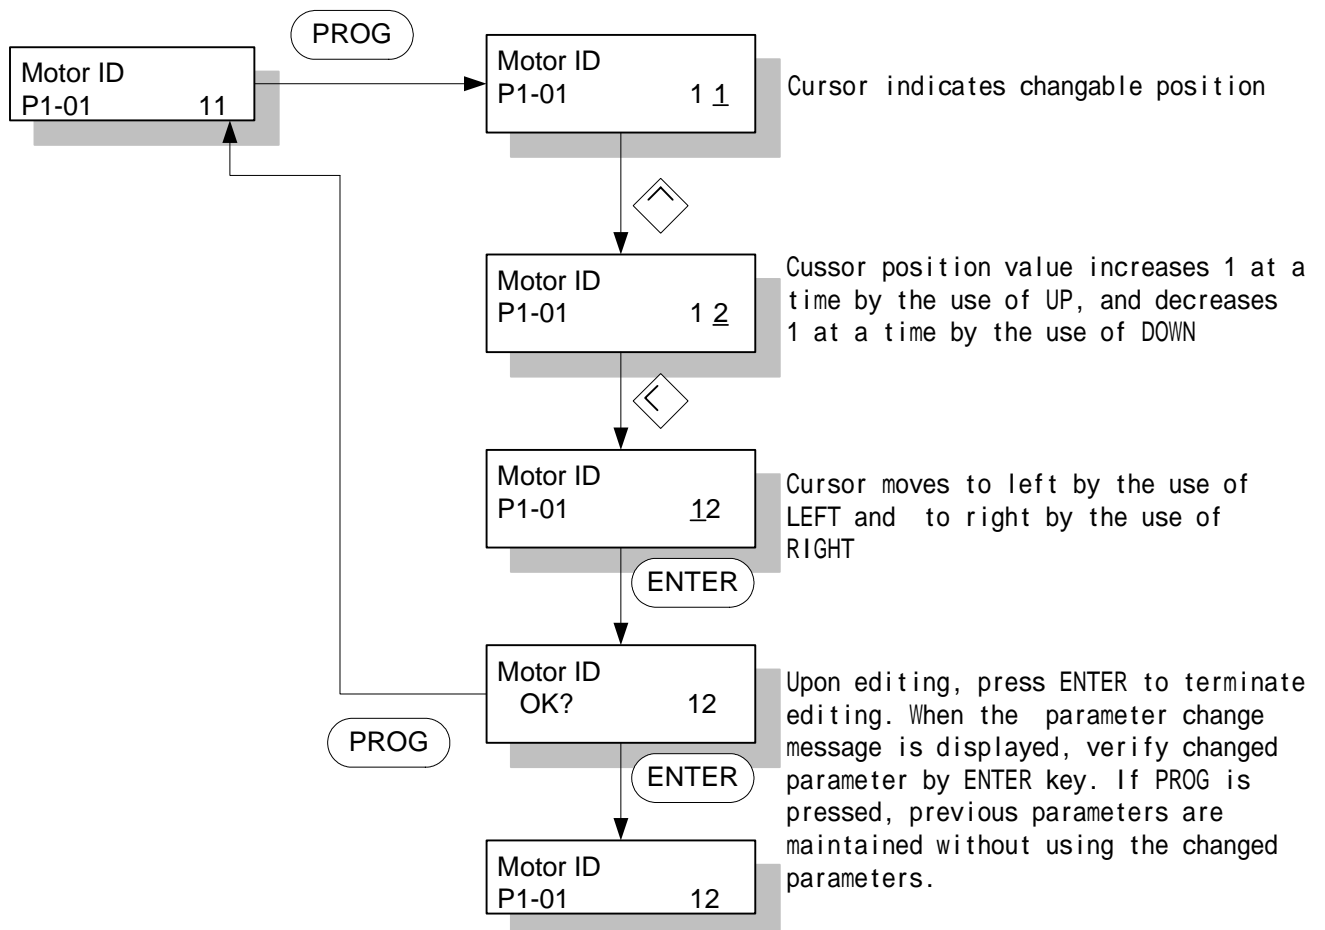 PROG
Motor ID
P1-01 11
Motor ID
P1-01 1 1
Cursor indicates changable position
Motor ID
P1-01 1 2
Cussor position value increases 1 at a
time by the use of UP, and decreases
1 at a time by the use of DOWN
Motor ID
P1-01 12
Cursor moves to left by the use of
LEFT and to right by the use of
RIGHT
ENTER
Motor ID
OK? 12
PROG
Upon editing, press ENTER to terminate
editing. When the parameter change
message is displayed, verify changed
parameter by ENTER key. If PROG is
pressed, previous parameters are
maintained without using the changed
parameters.
ENTER
Motor ID
P1-01 12